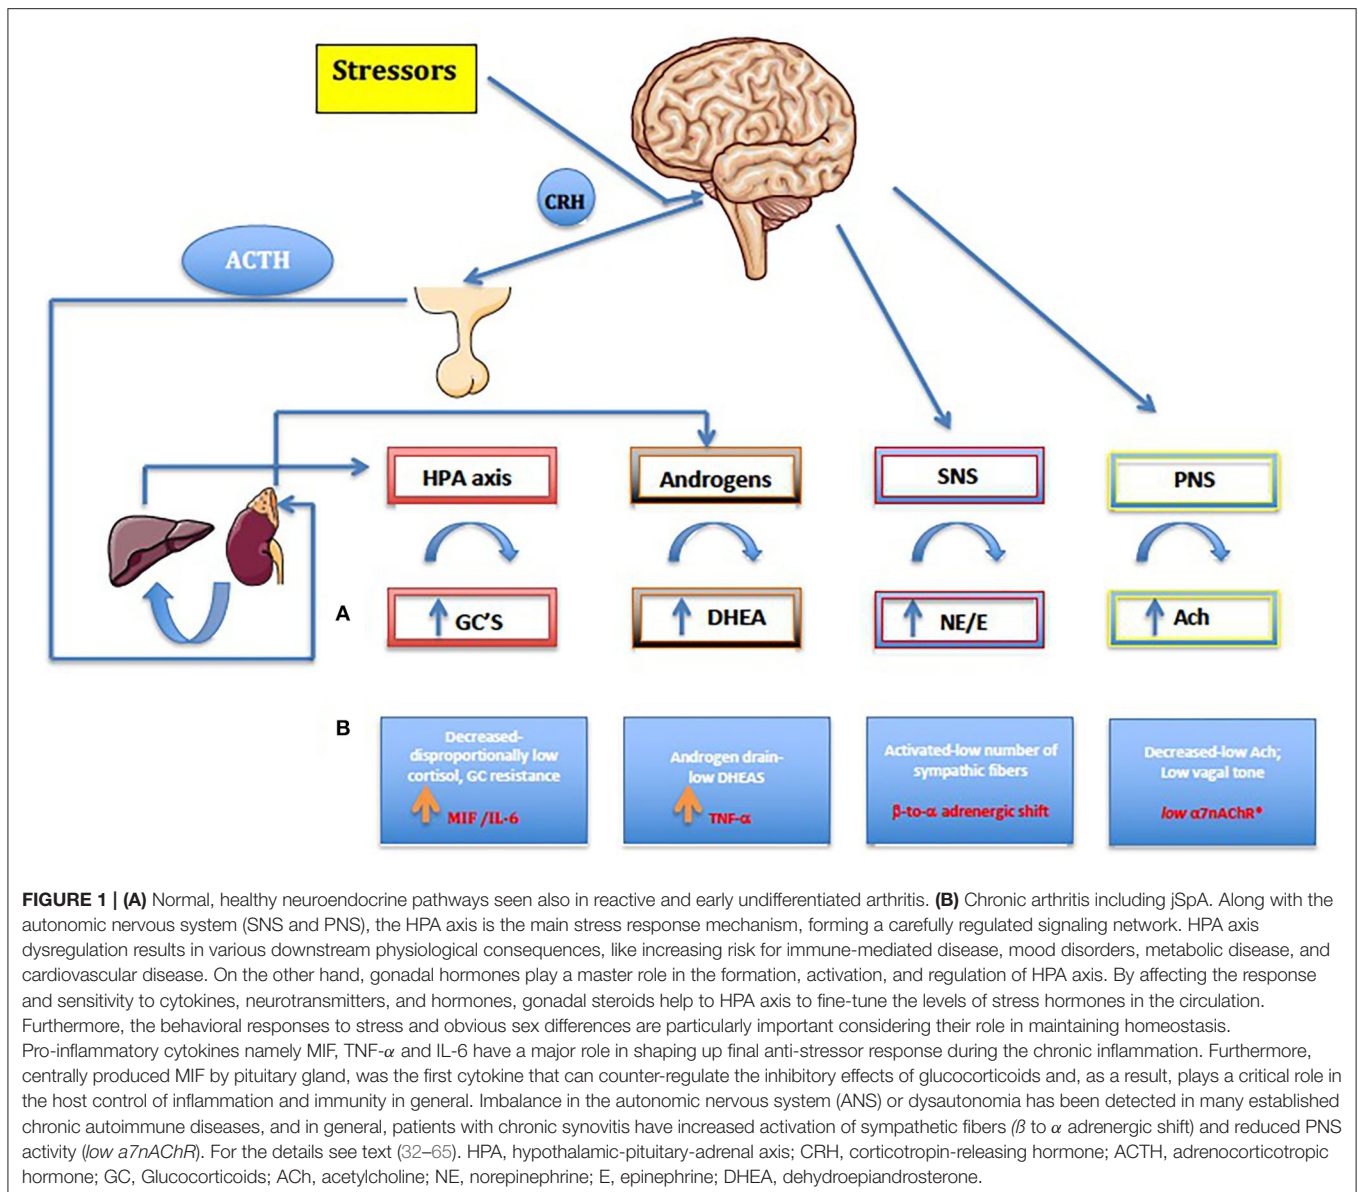 Stressors
CRH
ACTH
HPA axis
Androgens
SNS
PNS
A
GC'S
DHEA
NE/E
Ach
B
Decreased-
disproportionally low
cortisol, GC resistance
MIF /IL-6
Androgen drain-
low DHEAS
TNF-α
Activated-low number of
sympathic fibers
β-to-α adrenergic shift
Decreased-low Ach;
Low vagal tone
low α7nAChR*
FIGURE 1 | (A) Normal, healthy neuroendocrine pathways seen also in reactive and early undifferentiated arthritis. (B) Chronic arthritis including jSpA. Along with the
autonomic nervous system (SNS and PNS), the HPA axis is the main stress response mechanism, forming a carefully regulated signaling network. HPA axis
dysregulation results in various downstream physiological consequences, like increasing risk for immune-mediated disease, mood disorders, metabolic disease, and
cardiovascular disease. On the other hand, gonadal hormones play a master role in the formation, activation, and regulation of HPA axis. By affecting the response
and sensitivity to cytokines, neurotransmitters, and hormones, gonadal steroids help to HPA axis to fine-tune the levels of stress hormones in the circulation.
Furthermore, the behavioral responses to stress and obvious sex differences are particularly important considering their role in maintaining homeostasis.
Pro-inflammatory cytokines namely MIF, TNF-α and IL-6 have a major role in shaping up final anti-stressor response during the chronic inflammation. Furthermore,
centrally produced MIF by pituitary gland, was the first cytokine that can counter-regulate the inhibitory effects of glucocorticoids and, as a result, plays a critical role in
the host control of inflammation and immunity in general. Imbalance in the autonomic nervous system (ANS) or dysautonomia has been detected in many established
chronic autoimmune diseases, and in general, patients with chronic synovitis have increased activation of sympathetic fibers (ß to α adrenergic shift) and reduced PNS
activity (low a7nAChR). For the details see text (32–65). HPA, hypothalamic-pituitary-adrenal axis; CRH, corticotropin-releasing hormone; ACTH, adrenocorticotropic
hormone; GC, Glucocorticoids; ACh, acetylcholine; NE, norepinephrine; E, epinephrine; DHEA, dehydroepiandrosterone.